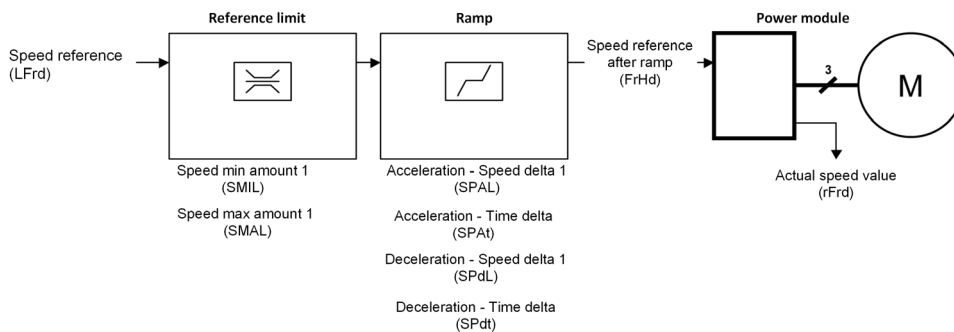 Reference limit
Ramp
Power module
Speed reference
(LFrd)
Speed reference
after ramp
(FrHd)
3
M
Speed min amount 1
(SMIL)
Speed max amount 1
(SMAL)
Acceleration - Speed delta 1
(SPAL)
Acceleration - Time delta
(SPAt)
Deceleration - Speed delta 1
(SPdL)
Deceleration - Time delta
(SPdt)
Actual speed value
(rFrd)